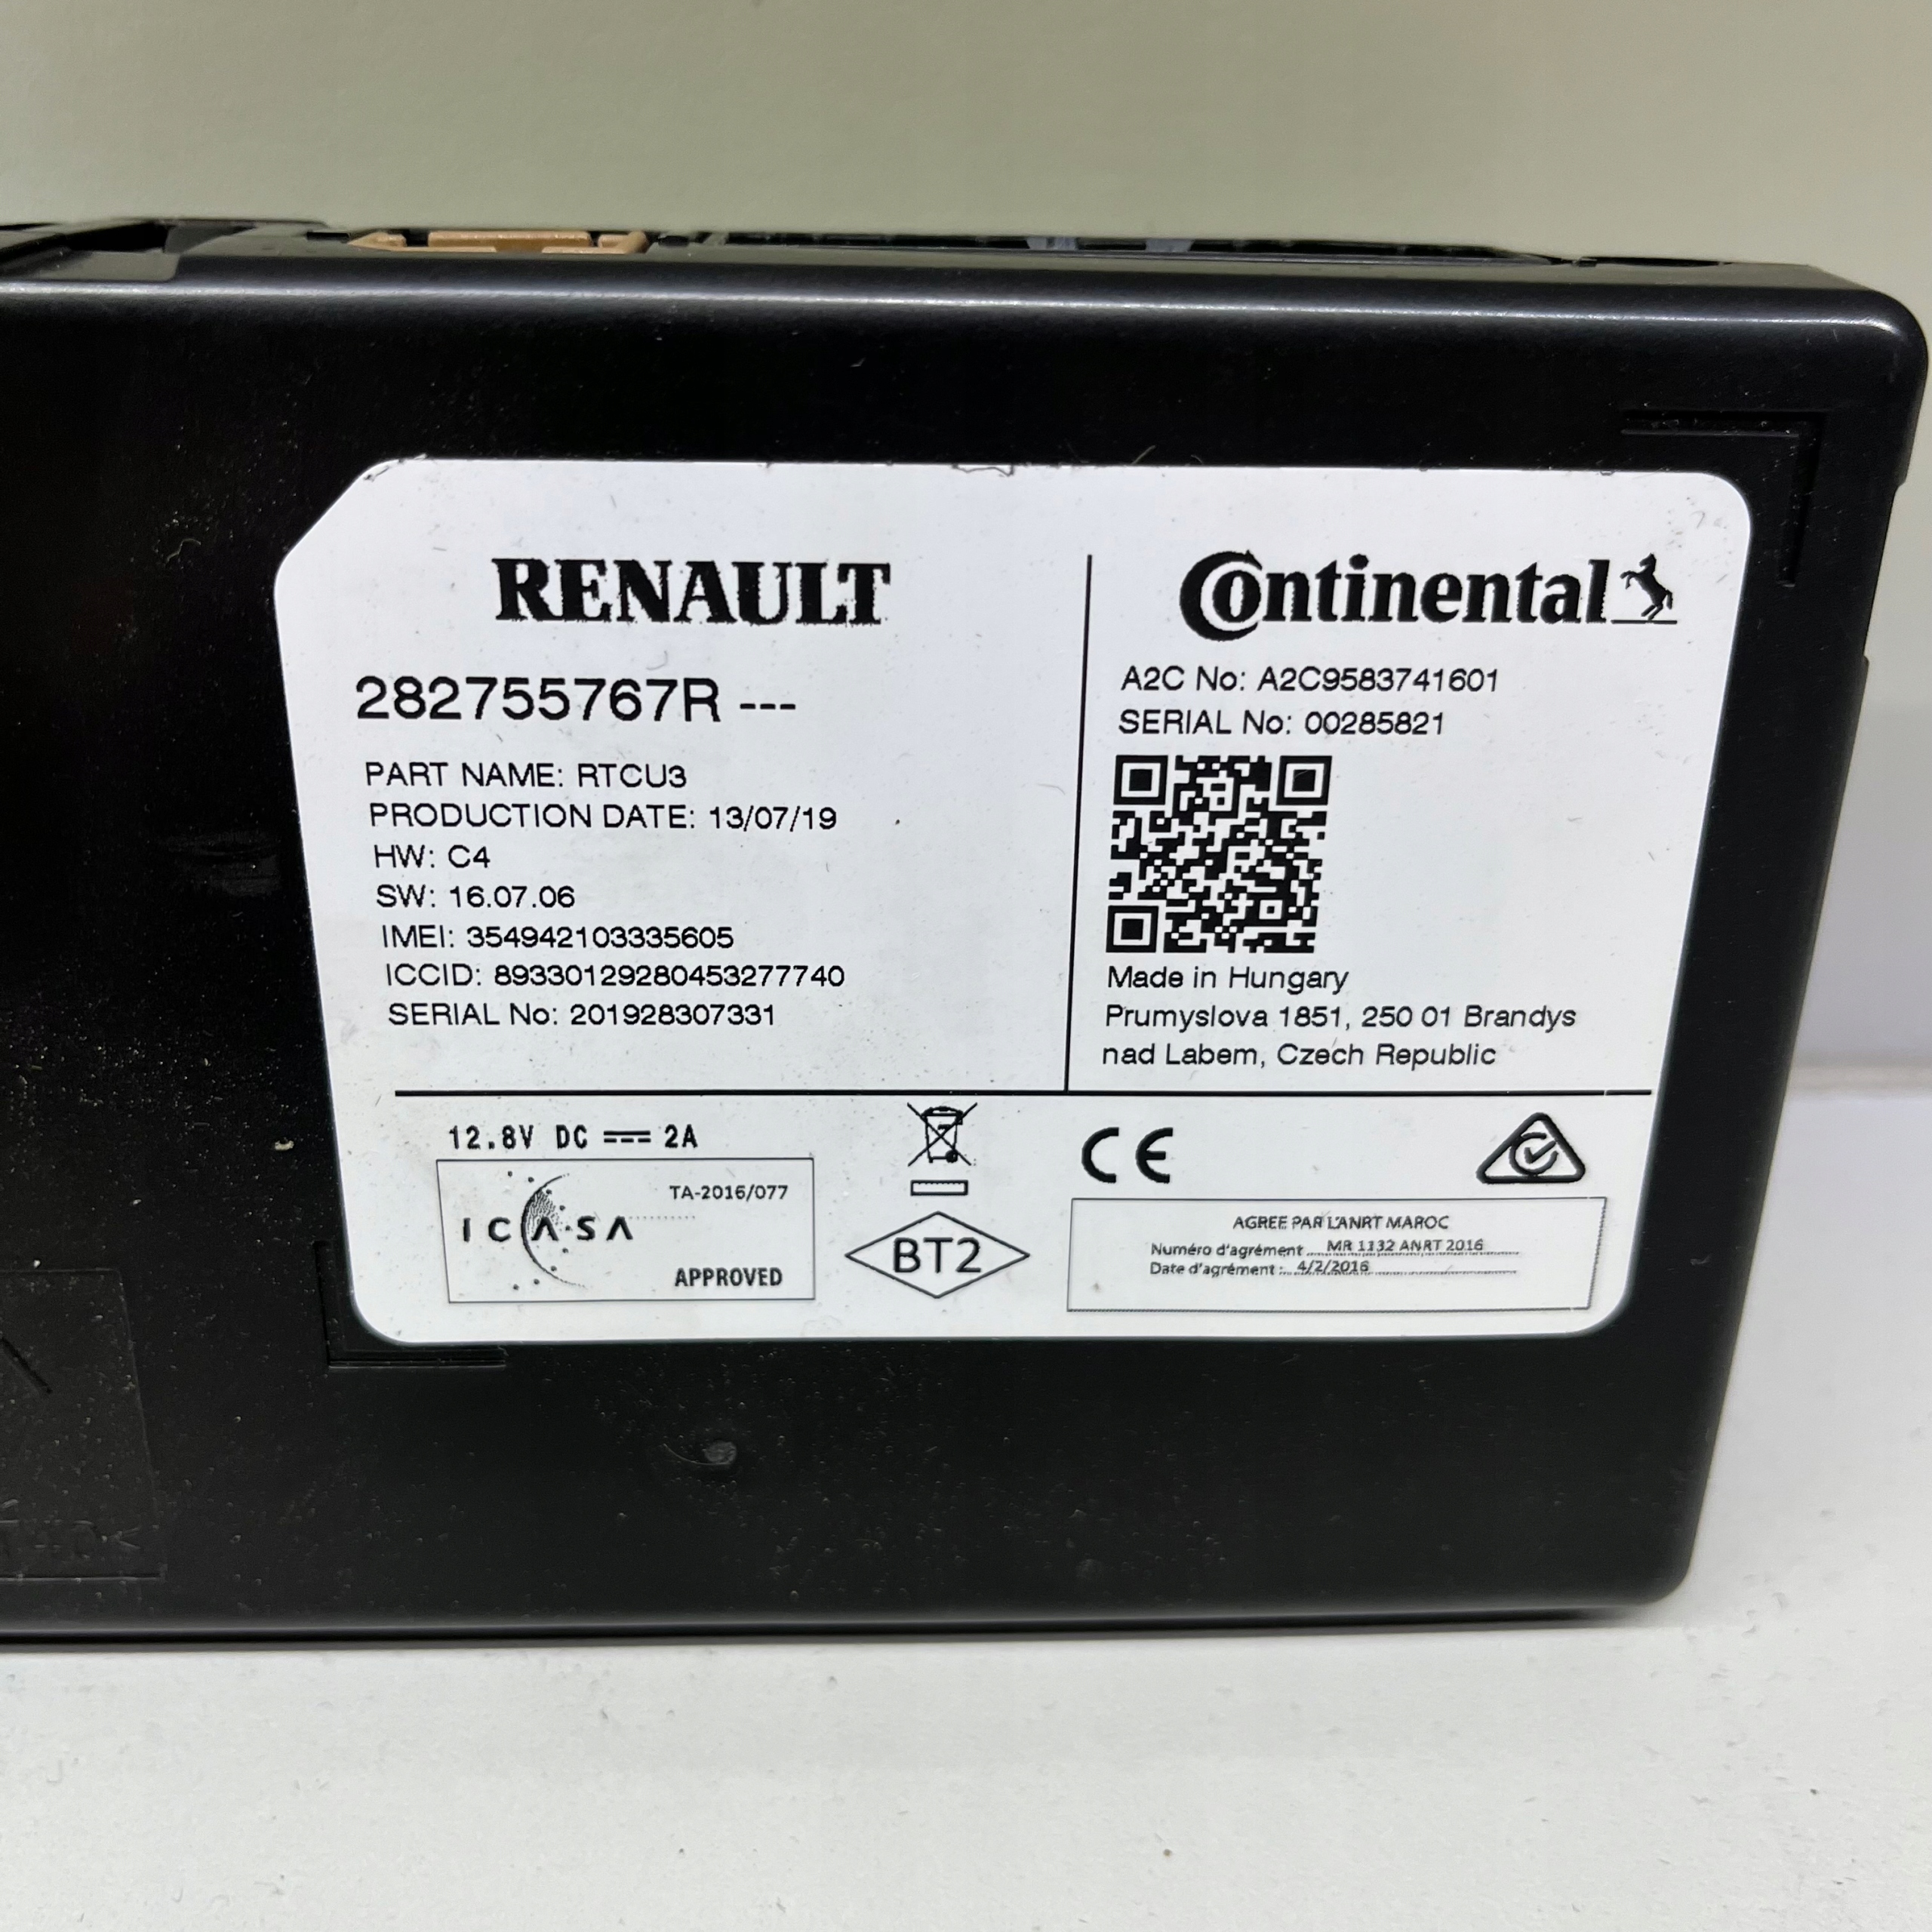 RENAULT
282755767R ---
PART NAME: RTCU3
PRODUCTION DATE: 13/07/19
HW: C4
SW: 16.07.06
IMEI: 354942103335605
ICCID: 89330129280453277740
SERIAL No: 201928307331
Continental
A2C No: A2C9583741601
SERIAL No: 00285821
Made in Hungary
Prumyslova 1851, 250 01 Brandys
nad Labem, Czech Republic
12.8V DC 2A
TA-2016/077
ICASA
APPROVED
BT2
CE
AGREE PAR L'ANRT MAROC
Numéro d'agrément .... MR 1132 ANRT 2016
Date d'agrément :.. 4/2/2016